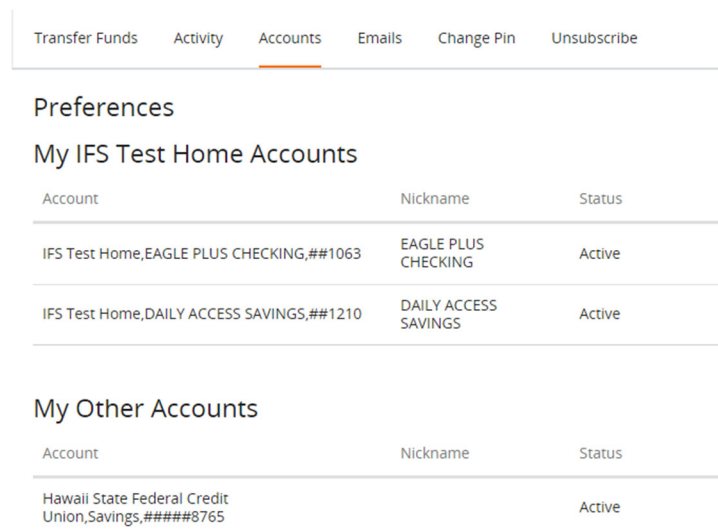 Transfer Funds Activity Accounts Emails Change Pin Unsubscribe
Preferences
My IFS Test Home Accounts
Account Nickname Status
IFS Test Home,EAGLE PLUS CHECKING,##1063 EAGLE PLUS CHECKING Active
IFS Test Home,DAILY ACCESS SAVINGS,##1210 DAILY ACCESS SAVINGS Active
My Other Accounts
Account Nickname Status
Hawaii State Federal Credit
Union,Savings,#####8765 Active